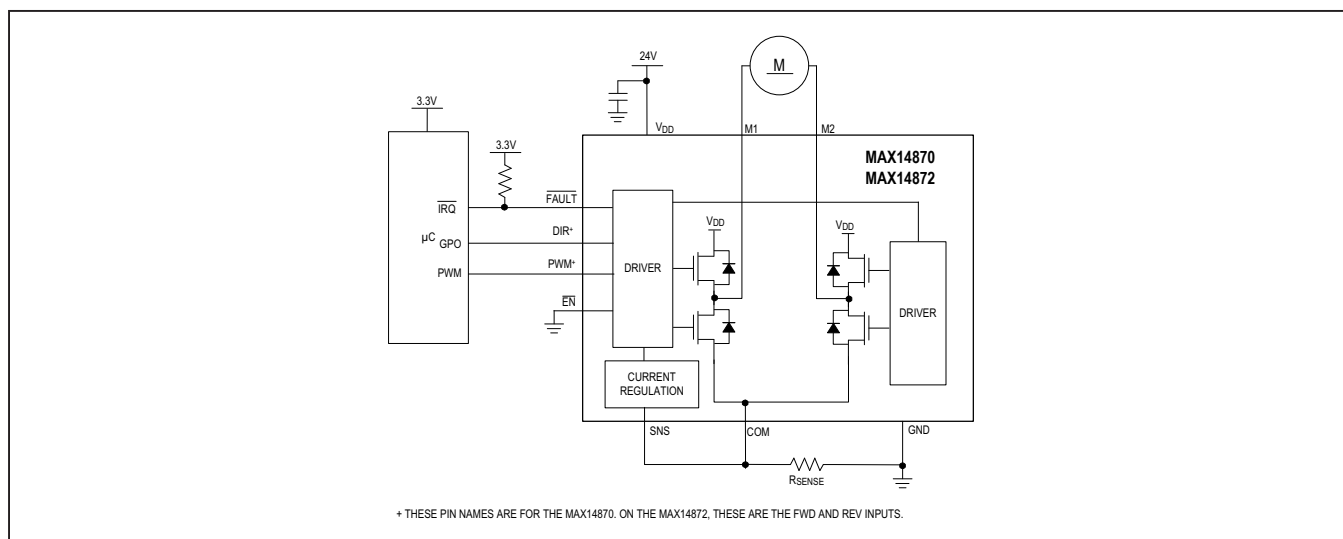 24V
M
3.3V
VDD
M1
M2
3.3V
MAX14870
MAX14872
FAULT
IRQ
VDD
VDD
µC
GPO
DIR+
DRIVER
PWM
PWM+
EN
DRIVER
CURRENT
REGULATION
SNS
COM
GND
RSENSE
+ THESE PIN NAMES ARE FOR THE MAX14870. ON THE MAX14872, THESE ARE THE FWD AND REV INPUTS.